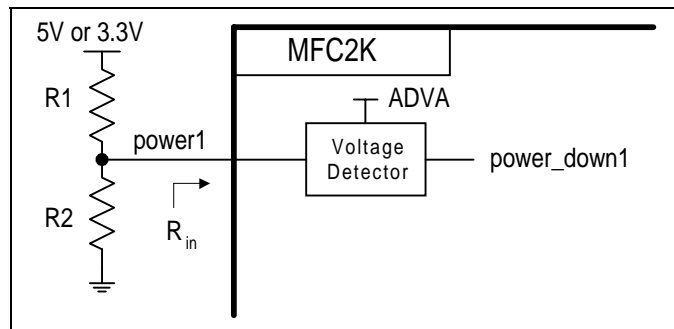 5V or 3.3V
MFC2K
R1
ADVA
power1
Voltage
Detector
power_down1
R2
R in